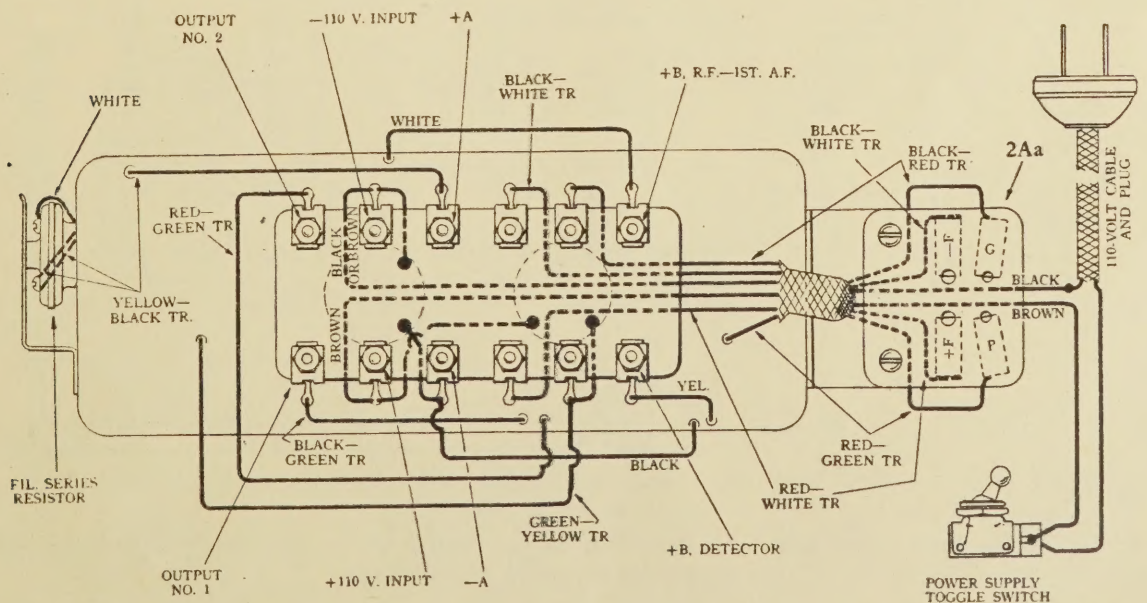 OUTPUT
NO. 2
—110 V. INPUT
+A
BLACK—
WHITE TR
+B, R.F.—1ST. A.F.
WHITE
WHITE
BLACK—
WHITE TR
BLACK—
RED TR
2Aa
110-VOLT CABLE
AND PLUG
RED—
GREEN TR
BLACK
OR BROWN
—F
G
YELLOW—
BLACK TR.
BLACK
BROWN
BROWN
+F
P
YEL.
BLACK—
GREEN TR
BLACK
RED—
GREEN TR
FIL. SERIES
RESISTOR
RED—
WHITE TR
GREEN—
YELLOW TR
+B, DETECTOR
OUTPUT
NO. 1
+110 V. INPUT
—A
POWER SUPPLY
TOGGLE SWITCH